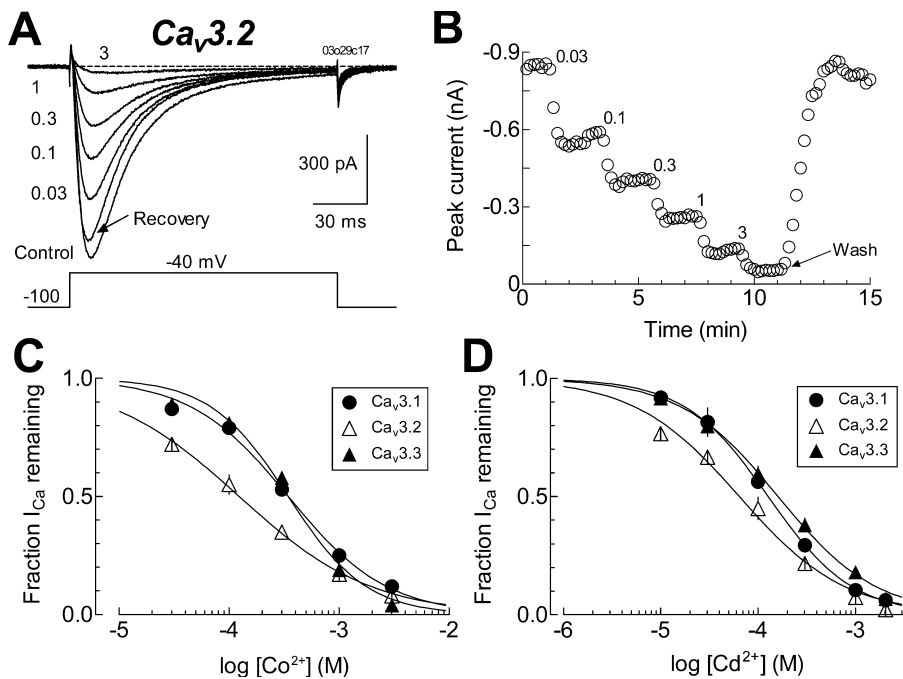 A
Cav3.2
03o29c17
3
1
0.3
0.1
0.03
Control
Recovery
300 pA
30 ms
-40 mV
-100
B
Peak current (nA)
-0.9
-0.6
-0.3
0
0.03
0.1
0.3
1
3
Wash
0 5 10 15
Time (min)
C
Fraction ICa remaining
1.0
0.5
0.0
Cav3.1
Cav3.2
Cav3.3
-5 -4 -3 -2
log [Co2+] (M)
D
Fraction ICa remaining
1.0
0.5
0.0
Cav3.1
Cav3.2
Cav3.3
-6 -5 -4 -3
log [Cd2+] (M)